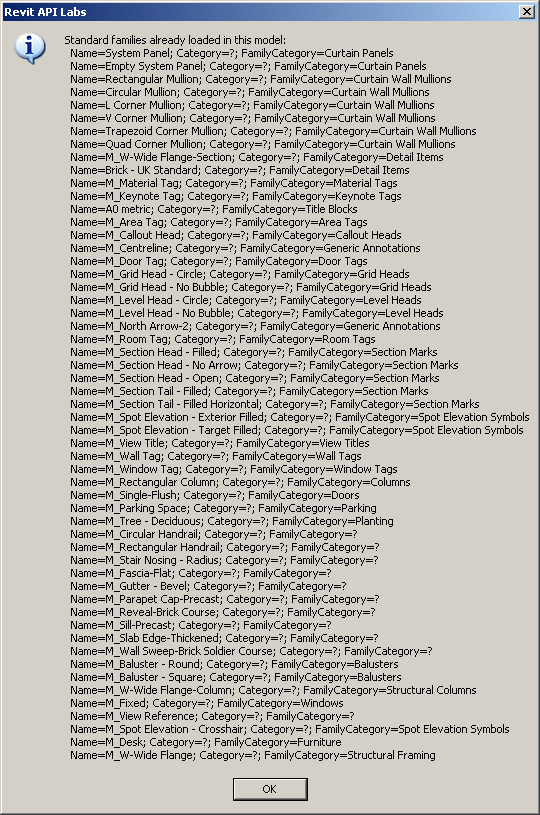 Revit API Labs
Standard families already loaded in this model:
Name=System Panel; Category=?; FamilyCategory=Curtain Panels
Name=Empty System Panel; Category=?; FamilyCategory=Curtain Panels
Name=Rectangular Mullion; Category=?; FamilyCategory=Curtain Wall Mullions
Name=Circular Mullion; Category=?; FamilyCategory=Curtain Wall Mullions
Name=L Corner Mullion; Category=?; FamilyCategory=Curtain Wall Mullions
Name=V Corner Mullion; Category=?; FamilyCategory=Curtain Wall Mullions
Name=Trapezoid Corner Mullion; Category=?; FamilyCategory=Curtain Wall Mullions
Name=Quad Corner Mullion; Category=?; FamilyCategory=Curtain Wall Mullions
Name=M_W-Wide Flange-Section; Category=?; FamilyCategory=Detail Items
Name=Brick - UK Standard; Category=?; FamilyCategory=Detail Items
Name=M_Material Tag; Category=?; FamilyCategory=Material Tags
Name=M_Keynote Tag; Category=?; FamilyCategory=Keynote Tags
Name=A0 metric; Category=?; FamilyCategory=Title Blocks
Name=M_Area Tag; Category=?; FamilyCategory=Area Tags
Name=M_Callout Head; Category=?; FamilyCategory=Callout Heads
Name=M_Centreline; Category=?; FamilyCategory=Generic Annotations
Name=M_Door Tag; Category=?; FamilyCategory=Door Tags
Name=M_Grid Head - Circle; Category=?; FamilyCategory=Grid Heads
Name=M_Grid Head - No Bubble; Category=?; FamilyCategory=Grid Heads
Name=M_Level Head - Circle; Category=?; FamilyCategory=Level Heads
Name=M_Level Head - No Bubble; Category=?; FamilyCategory=Level Heads
Name=M_North Arrow-2; Category=?; FamilyCategory=Generic Annotations
Name=M_Room Tag; Category=?; FamilyCategory=Room Tags
Name=M_Section Head - Filled; Category=?; FamilyCategory=Section Marks
Name=M_Section Head - No Arrow; Category=?; FamilyCategory=Section Marks
Name=M_Section Head - Open; Category=?; FamilyCategory=Section Marks
Name=M_Section Tail - Filled; Category=?; FamilyCategory=Section Marks
Name=M_Section Tail - Filled Horizontal; Category=?; FamilyCategory=Section Marks
Name=M_Spot Elevation - Exterior Filled; Category=?; FamilyCategory=Spot Elevation Symbols
Name=M_Spot Elevation - Target Filled; Category=?; FamilyCategory=Spot Elevation Symbols
Name=M_View Title; Category=?; FamilyCategory=View Titles
Name=M_Wall Tag; Category=?; FamilyCategory=Wall Tags
Name=M_Window Tag; Category=?; FamilyCategory=Window Tags
Name=M_Rectangular Column; Category=?; FamilyCategory=Columns
Name=M_Single-Flush; Category=?; FamilyCategory=Doors
Name=M_Parking Space; Category=?; FamilyCategory=Parking
Name=M_Tree - Deciduous; Category=?; FamilyCategory=Planting
Name=M_Circular Handrail; Category=?; FamilyCategory=?
Name=M_Rectangular Handrail; Category=?; FamilyCategory=?
Name=M_Stair Nosing - Radius; Category=?; FamilyCategory=?
Name=M_Fascia-Flat; Category=?; FamilyCategory=?
Name=M_Gutter - Bevel; Category=?; FamilyCategory=?
Name=M_Parapet Cap-Precast; Category=?; FamilyCategory=?
Name=M_Reveal-Brick Course; Category=?; FamilyCategory=?
Name=M_Sill-Precast; Category=?; FamilyCategory=?
Name=M_Slab Edge-Thickened; Category=?; FamilyCategory=?
Name=M_Wall Sweep-Brick Soldier Course; Category=?; FamilyCategory=?
Name=M_Baluster - Round; Category=?; FamilyCategory=Balusters
Name=M_Baluster - Square; Category=?; FamilyCategory=Balusters
Name=M_W-Wide Flange-Column; Category=?; FamilyCategory=Structural Columns
Name=M_Fixed; Category=?; FamilyCategory=Windows
Name=M_View Reference; Category=?; FamilyCategory=?
Name=M_Spot Elevation - Crosshair; Category=?; FamilyCategory=Spot Elevation Symbols
Name=M_Desk; Category=?; FamilyCategory=Furniture
Name=M_W-Wide Flange; Category=?; FamilyCategory=Structural Framing
OK